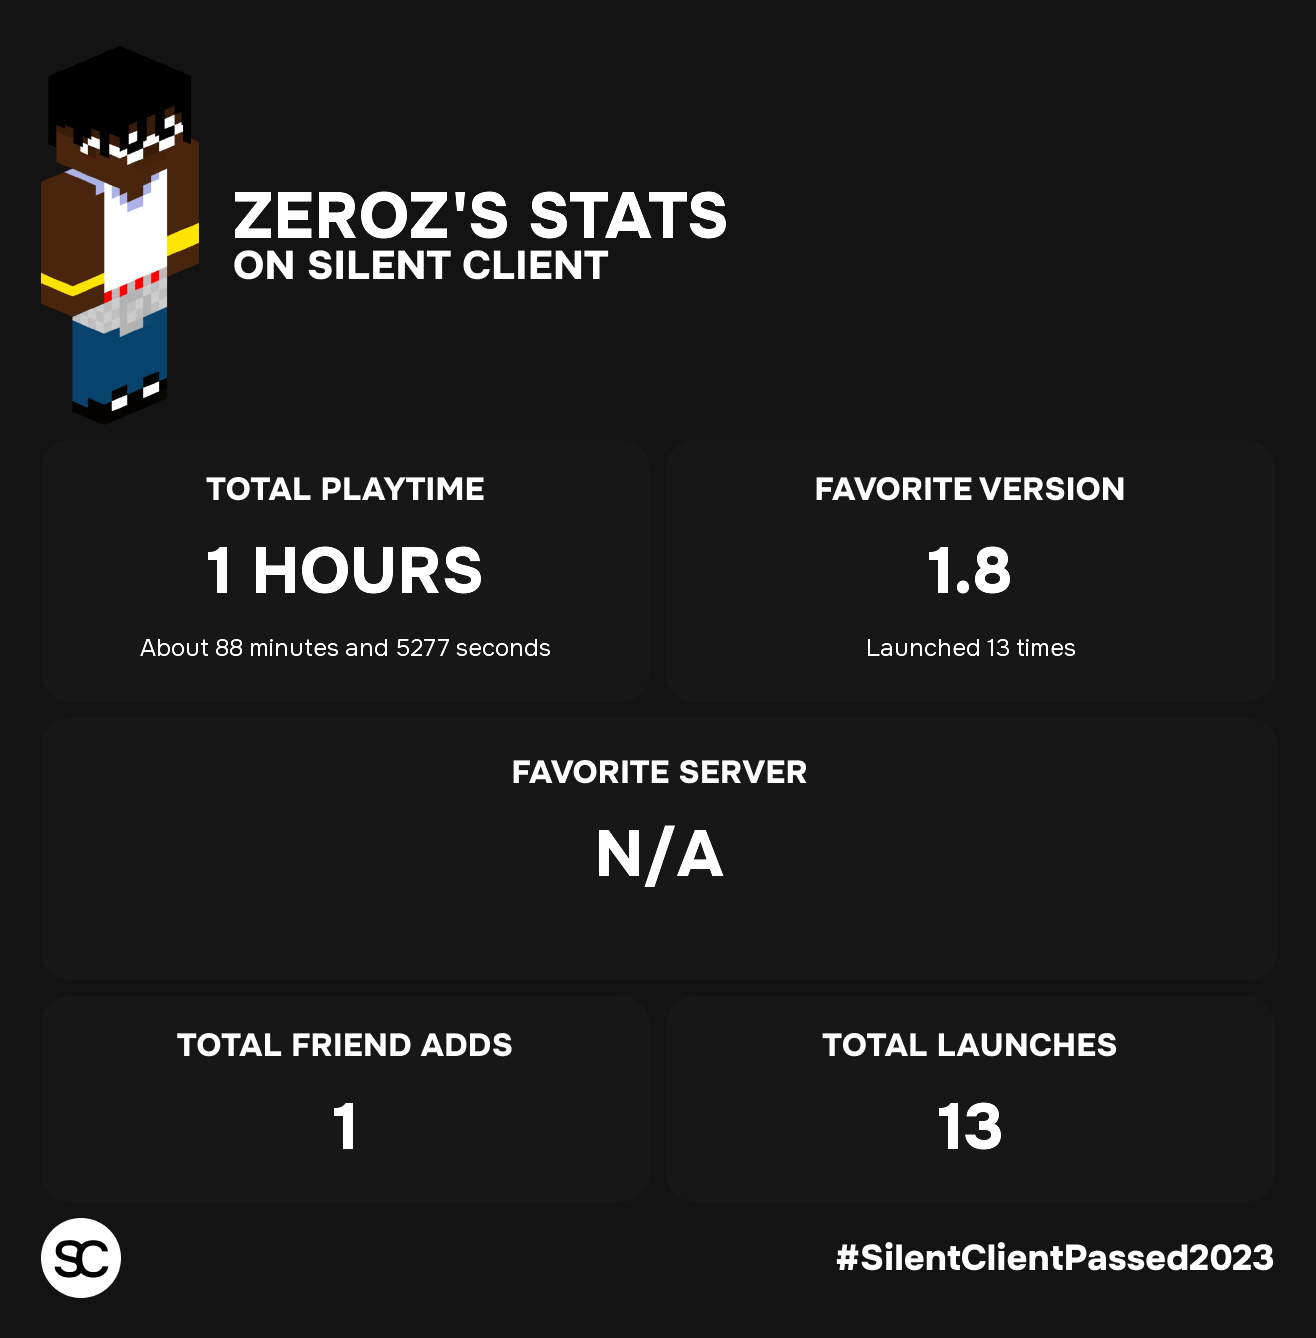 ZEROZ'S STATS
ON SILENT CLIENT
TOTAL PLAYTIME
1 HOURS
About 88 minutes and 5277 seconds
FAVORITE VERSION
1.8
Launched 13 times
FAVORITE SERVER
N/A
TOTAL FRIEND ADDS
1
TOTAL LAUNCHES
13
SC
#SilentClientPassed2023